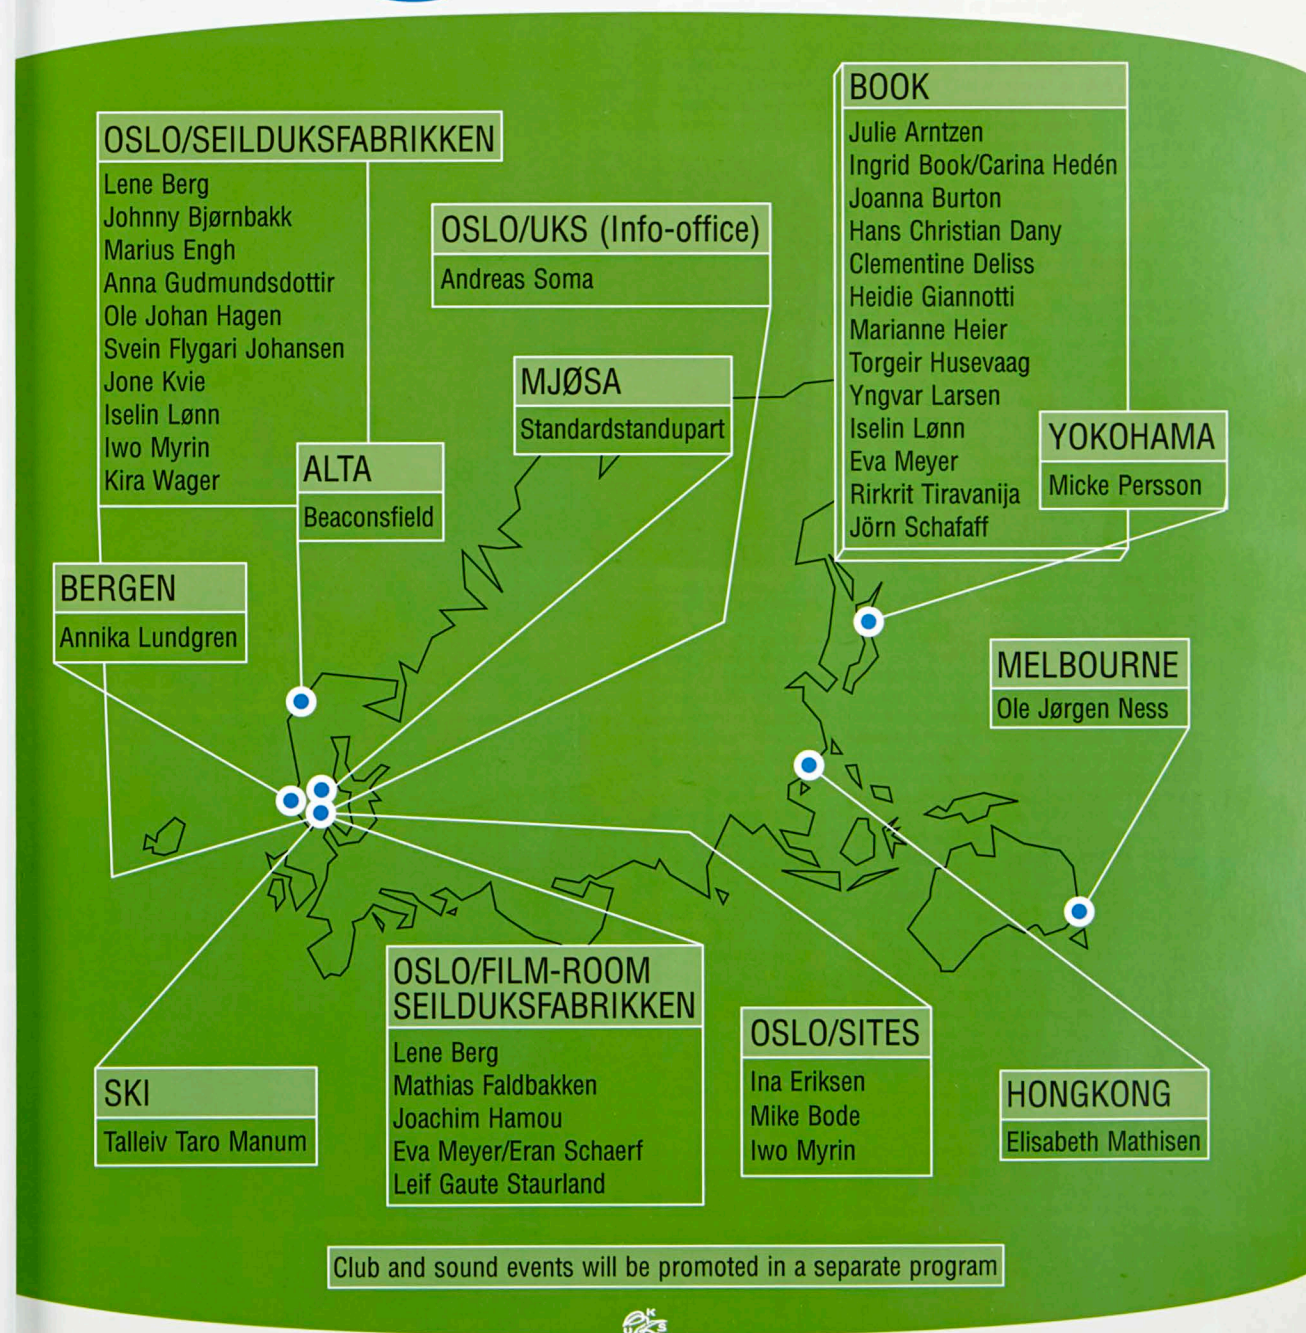 OSLO/SEILDUKSFABRIKKEN
Lene Berg
Johnny Bjørnbakk
Marius Engh
Anna Gudmundsdottir
Ole Johan Hagen
Svein Flygari Johansen
Jone Kvie
Iselin Lønn
Iwo Myrin
Kira Wager
OSLO/UKS (Info-office)
Andreas Soma
BOOK
Julie Arntzen
Ingrid Book/Carina Hedén
Joanna Burton
Hans Christian Dany
Clementine Deliss
Heidie Giannotti
Marianne Heier
Torgeir Husevaag
Yngvar Larsen
Iselin Lønn
Eva Meyer
Rirkrit Tiravanija
Jörn Schafaff
MJØSA
Standardstandupart
YOKOHAMA
Micke Persson
ALTA
Beaconsfield
BERGEN
Annika Lundgren
MELBOURNE
Ole Jørgen Ness
OSLO/FILM-ROOM
SEILDUKSFABRIKKEN
Lene Berg
Mathias Faldbakken
Joachim Hamou
Eva Meyer/Eran Schaerf
Leif Gaute Staurland
OSLO/SITES
Ina Eriksen
Mike Bode
Iwo Myrin
SKI
Talleiv Taro Manum
HONGKONG
Elisabeth Mathisen
Club and sound events will be promoted in a separate program
UKS